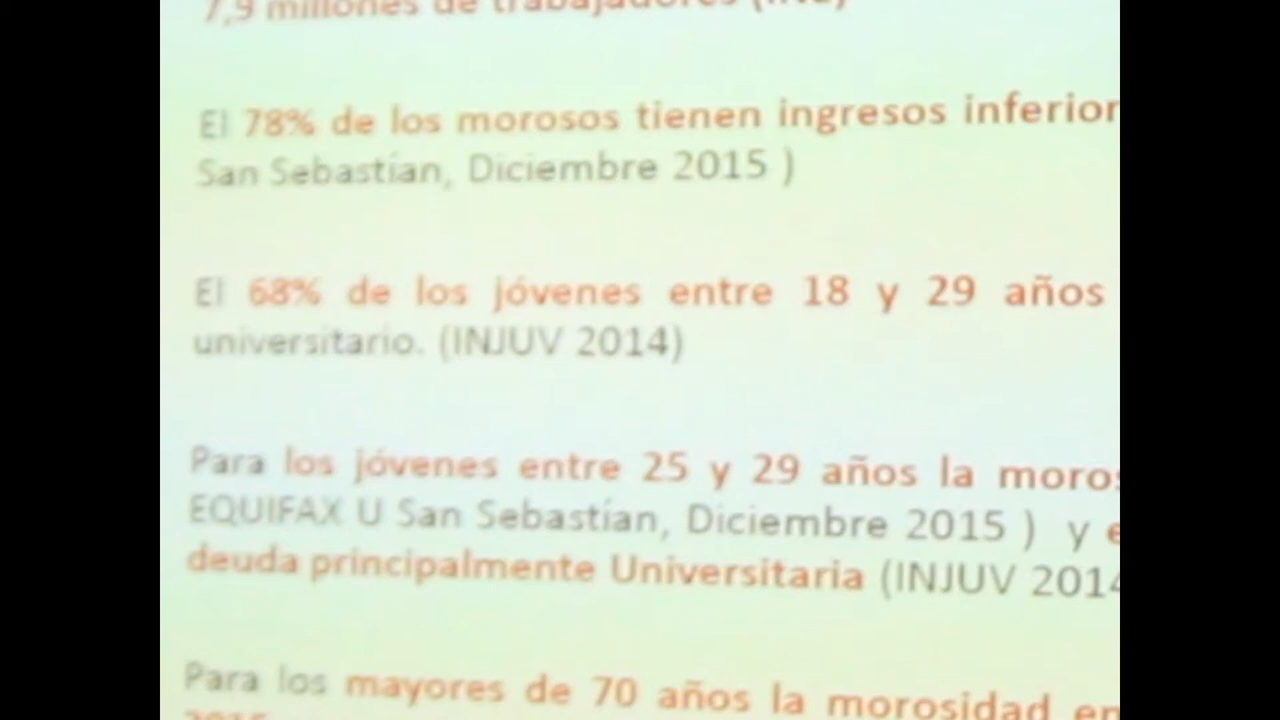 7,9 millones de trabajadores (INE)
El 78% de los morosos tienen ingresos inferior
San Sebastían, Diciembre 2015 )
El 68% de los jóvenes entre 18 y 29 años
universitario. (INJUV 2014)
Para los jóvenes entre 25 y 29 años la moros
EQUIFAX U San Sebastían, Diciembre 2015 ) y e
deuda principalmente Universitaria (INJUV 2014
Para los mayores de 70 años la morosidad en